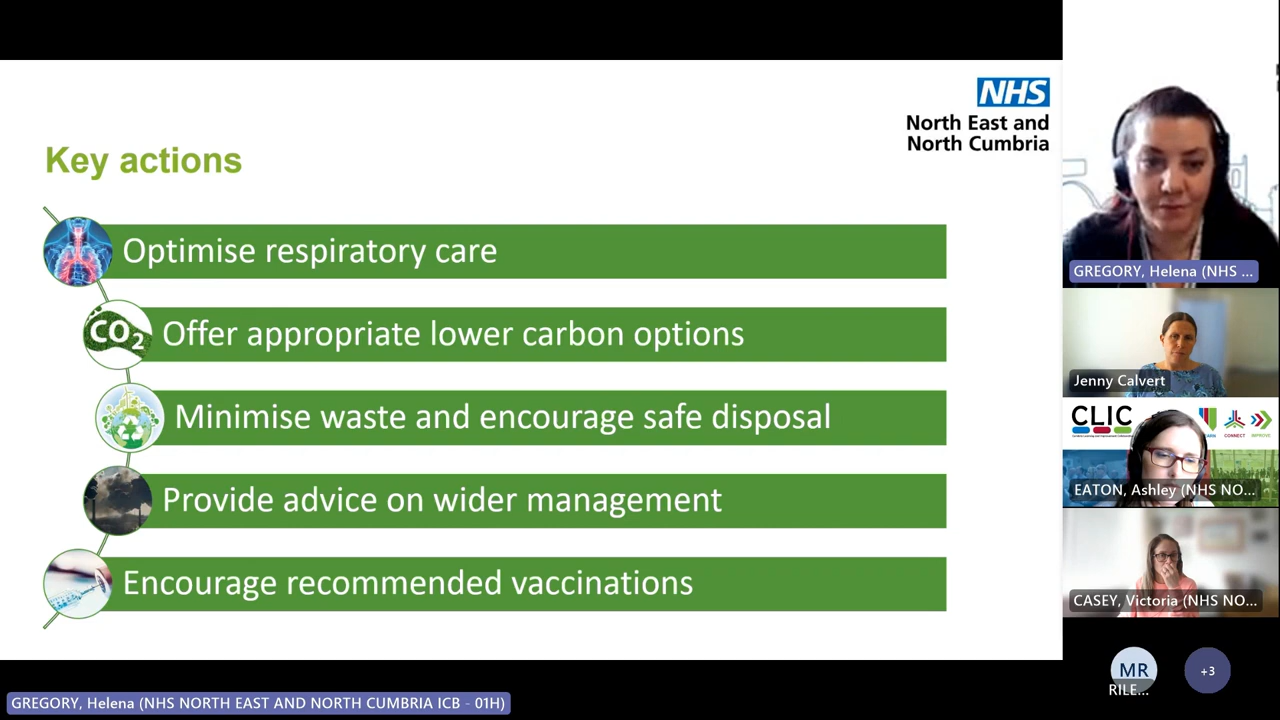 NHS
North East and
North Cumbria
Key actions
Optimise respiratory care
CO2
Offer appropriate lower carbon options
Minimise waste and encourage safe disposal
Provide advice on wider management
Encourage recommended vaccinations
GREGORY, Helena (NHS ...
Jenny Calvert
CLIC
CONNECT
IMPROVE
EATON, Ashley (NHS NO...
CASEY, Victoria (NHS NO...
MR
+3
RILE...
GREGORY, Helena (NHS NORTH EAST AND NORTH CUMBRIA ICB - 01H)